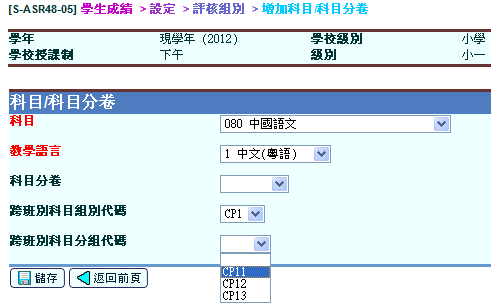 [S-ASR48-05] 學生成績 > 設定 > 評核組別 > 增加科目/科目分卷
學年 現學年 (2012) 學校級別 小學
學校授課制 下午 級別 小一
科目/科目分卷
科目 080 中國語文
教學語言 1 中文(粵語)
科目分卷
跨班別科目組別代碼 CP1
跨班別科目分組代碼
CP11
CP12
CP13
儲存 返回前頁